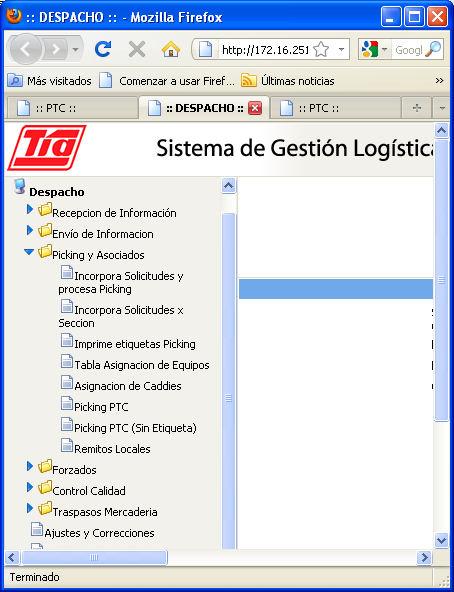 :: DESPACHO :: - Mozilla Firefox
http://172.16.251
Googl
Más visitados
Comenzar a usar Firef...
Últimas noticias
»
:: PTC ::
:: DESPACHO ::
:: PTC ::
Tia
Sistema de Gestión Logística
Despacho
Recepcion de Información
Envío de Informacion
Picking y Asociados
Incorpora Solicitudes y
procesa Picking
Incorpora Solicitudes x
Seccion
Imprime etiquetas Picking
Tabla Asignacion de Equipos
Asignacion de Caddies
Picking PTC
Picking PTC (Sin Etiqueta)
Remitos Locales
Forzados
Control Calidad
Traspasos Mercaderia
Ajustes y Correcciones
Terminado